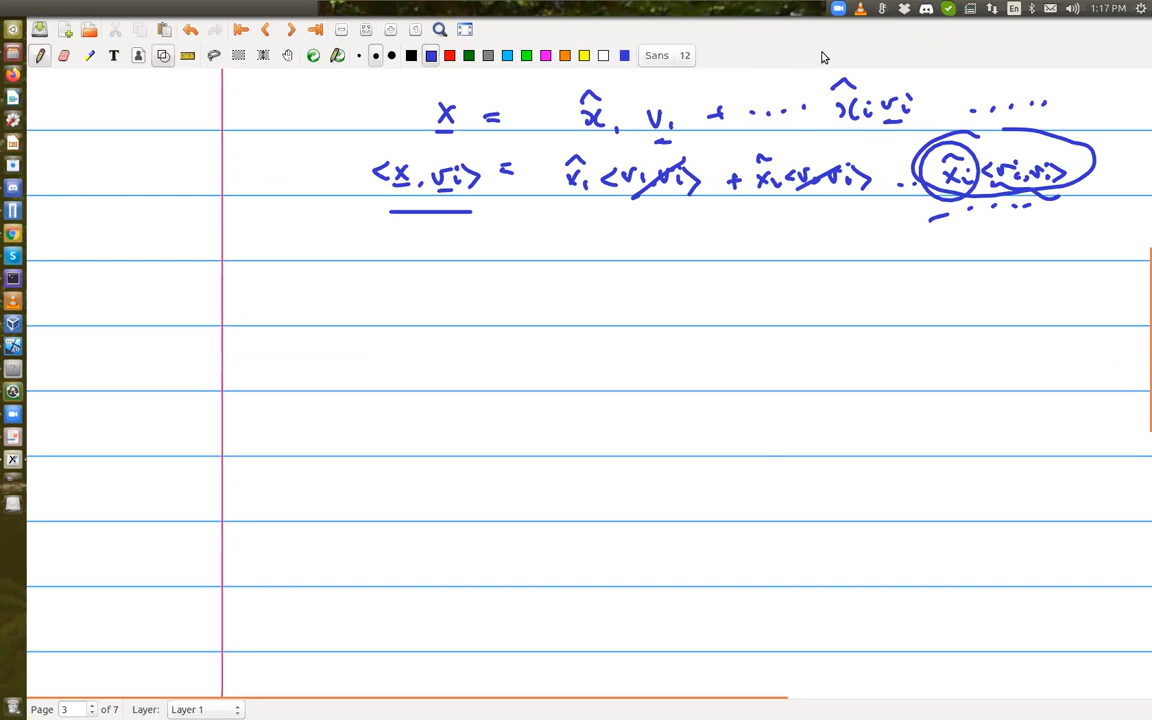 1:17 PM
En
Sans 12
x = x̂₁ v₁ + ···· x̂ᵢ vᵢ ·····
<x, vᵢ> = x̂₁ <v₁, vᵢ> + x̂₂ <v₂, vᵢ> ·· x̂ᵢ <vᵢ, vᵢ>
····
Page 3 of 7 Layer: Layer 1